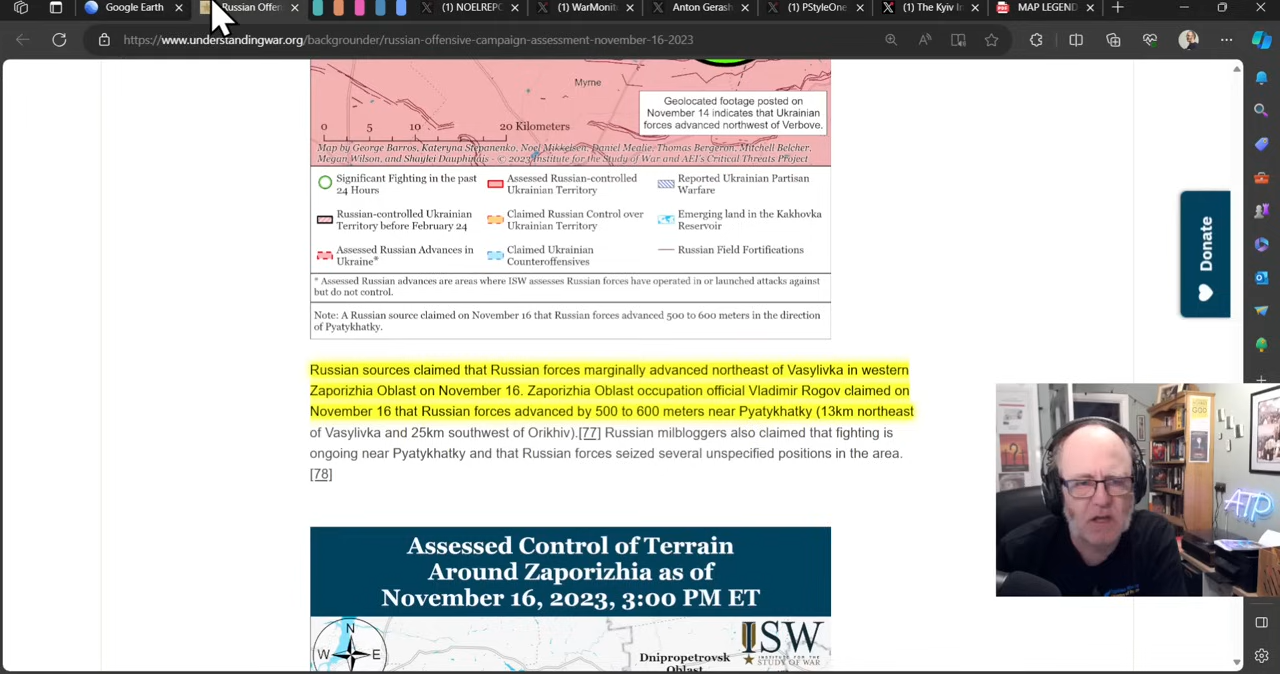 Google Earth
Russian Offen
(1) NOELREPO
(1) WarMonito
Anton Gerash
(1) PStyleOne
(1) The Kyiv In
MAP LEGEND
https://www.understandingwar.org/backgrounder/russian-offensive-campaign-assessment-november-16-2023
Myrne
Geolocated footage posted on
November 14 indicates that Ukrainian
forces advanced northwest of Verbove.
0 5 10 20 Kilometers
Map by George Barros, Kateryna Stepanenko, Noel Mikkelsen, Daniel Mealie, Thomas Bergeron, Mitchell Belcher,
Megan Wilson, and Shaylei Dauphinais - © 2023 Institute for the Study of War and AEI's Critical Threats Project
Significant Fighting in the past
24 Hours
Assessed Russian-controlled
Ukrainian Territory
Reported Ukrainian Partisan
Warfare
Russian-controlled Ukrainian
Territory before February 24
Claimed Russian Control over
Ukrainian Territory
Emerging land in the Kakhovka
Reservoir
Assessed Russian Advances in
Ukraine*
Claimed Ukrainian
Counteroffensives
Russian Field Fortifications
* Assessed Russian advances are areas where ISW assesses Russian forces have operated in or launched attacks against
but do not control.
Note: A Russian source claimed on November 16 that Russian forces advanced 500 to 600 meters in the direction
of Pyatykhatky.
Russian sources claimed that Russian forces marginally advanced northeast of Vasylivka in western
Zaporizhia Oblast on November 16. Zaporizhia Oblast occupation official Vladimir Rogov claimed on
November 16 that Russian forces advanced by 500 to 600 meters near Pyatykhatky (13km northeast
of Vasylivka and 25km southwest of Orikhiv).[77] Russian milbloggers also claimed that fighting is
ongoing near Pyatykhatky and that Russian forces seized several unspecified positions in the area.
[78]
Donate
ATP
Assessed Control of Terrain
Around Zaporizhia as of
November 16, 2023, 3:00 PM ET
N
W E
ISW
INSTITUTE FOR THE
STUDY OF WAR
Dnipropetrovsk
Oblast